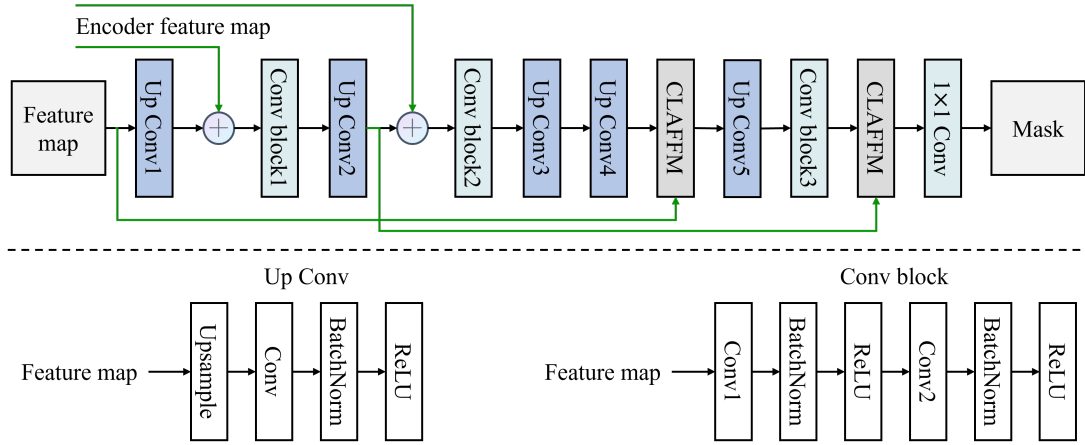 Encoder feature map
Feature
map
Up Conv1
+
Conv block1
Up Conv2
+
Conv block2
Up Conv3
Up Conv4
CLAFFM
Up Conv5
Conv block3
CLAFFM
1×1 Conv
Mask
Up Conv
Feature map
Upsample
Conv
BatchNorm
ReLU
Conv block
Feature map
Conv1
BatchNorm
ReLU
Conv2
BatchNorm
ReLU